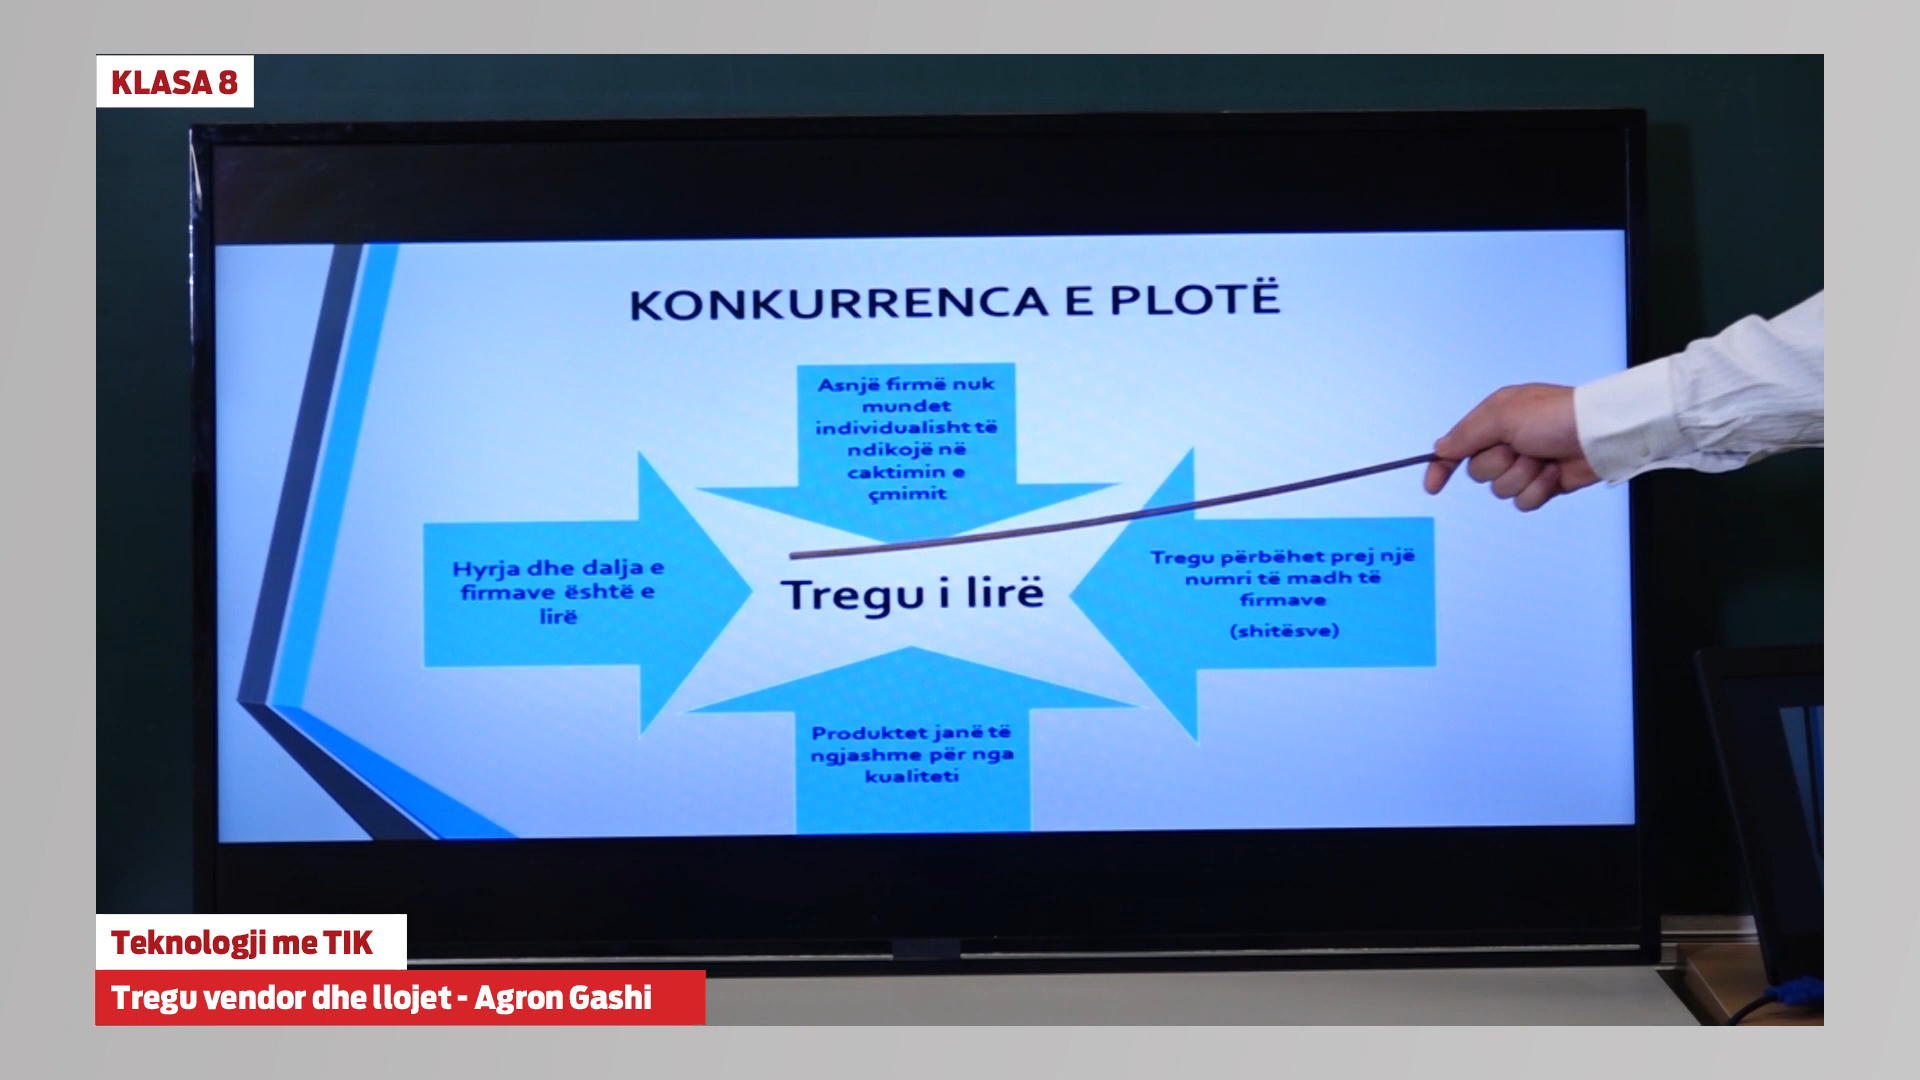 KLASA 8
KONKURRENCA E PLOTË
Asnjë firmë nuk
mundet
individualisht të
ndikojë në
caktimin e
çmimit
Hyrja dhe dalja e
firmave është e
lirë
Tregu i lirë
Tregu përbëhet prej një
numri të madh të
firmave
(shitësve)
Produktet janë të
ngjashme për nga
kualiteti
Teknologji me TIK
Tregu vendor dhe llojet - Agron Gashi